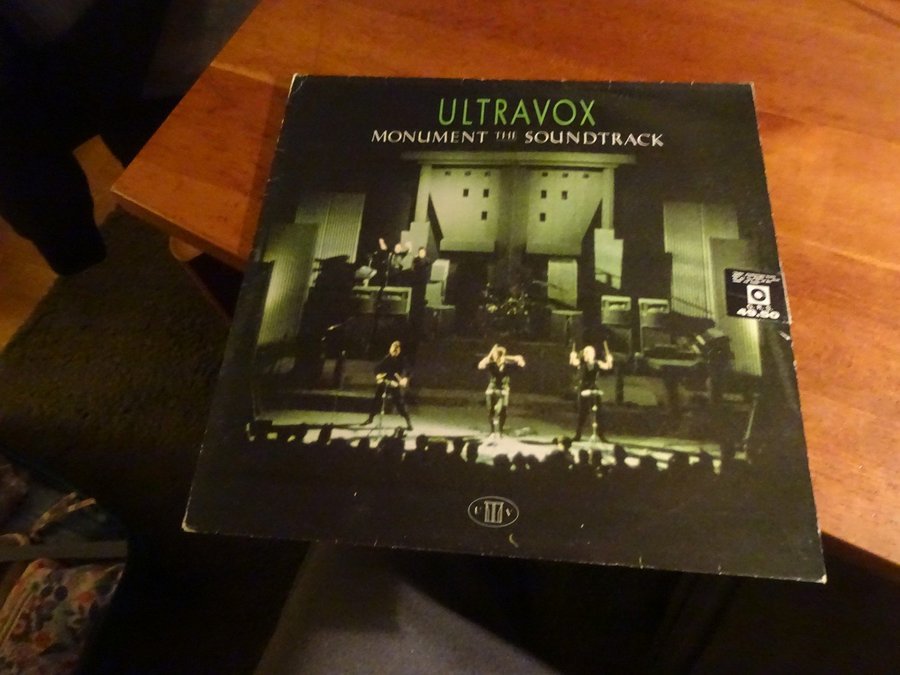 ULTRAVOX
MONUMENT THE SOUNDTRACK
U V